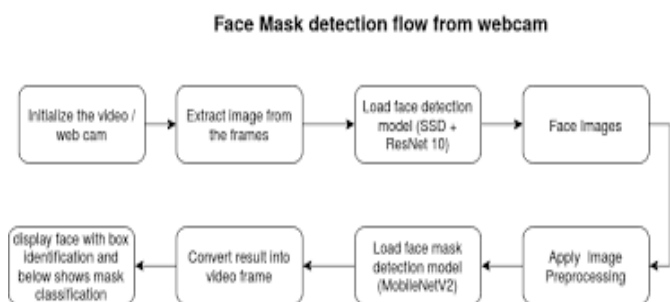 Face Mask detection flow from webcam
Initialize the video /
web cam
Extract image from
the frames
Load face detection
model (SSD +
ResNet 10)
Face Images
Apply Image
Preprocessing
Load face mask
detection model
(MobileNetV2)
Convert result into
video frame
display face with box
identification and
below shows mask
classification